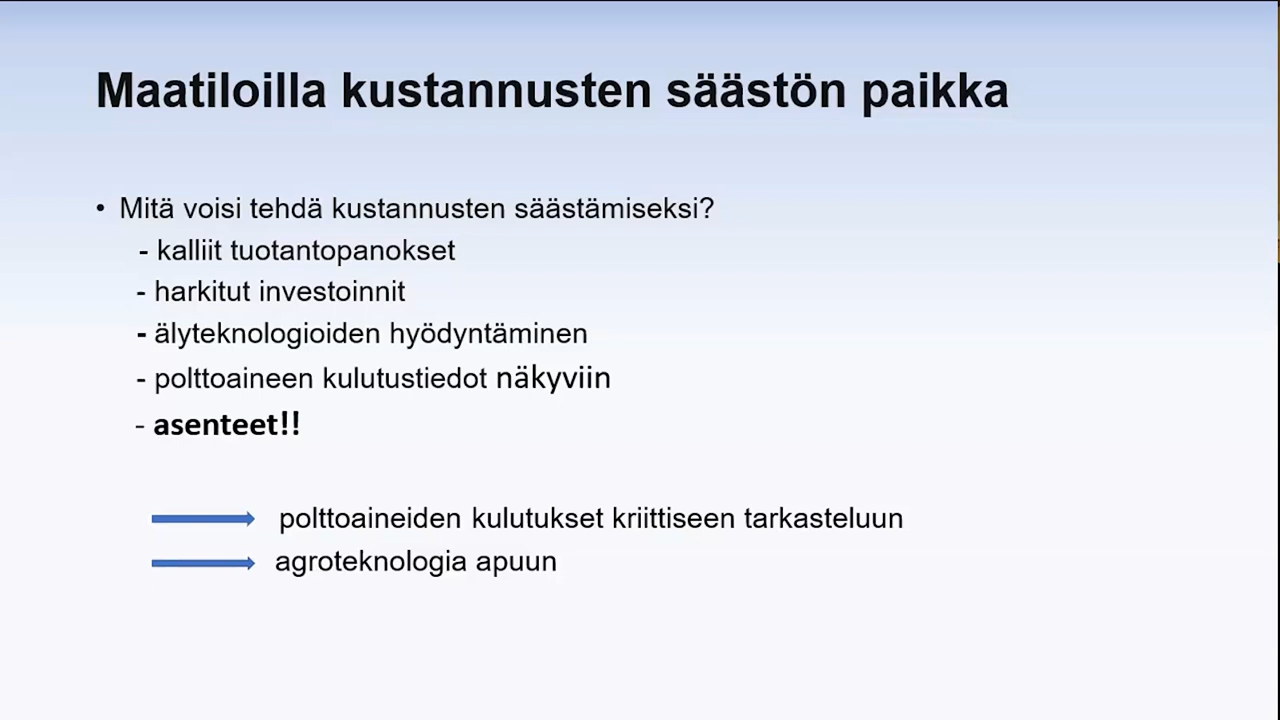 Maatiloilla kustannusten säästön paikka
• Mitä voisi tehdä kustannusten säästämiseksi?
- kalliit tuotantopanokset
- harkitut investoinnit
- älyteknologioiden hyödyntäminen
- polttoaineen kulutustiedot näkyviin
- asenteet!!
polttoaineiden kulutukset kriittiseen tarkasteluun
agroteknologia apuun